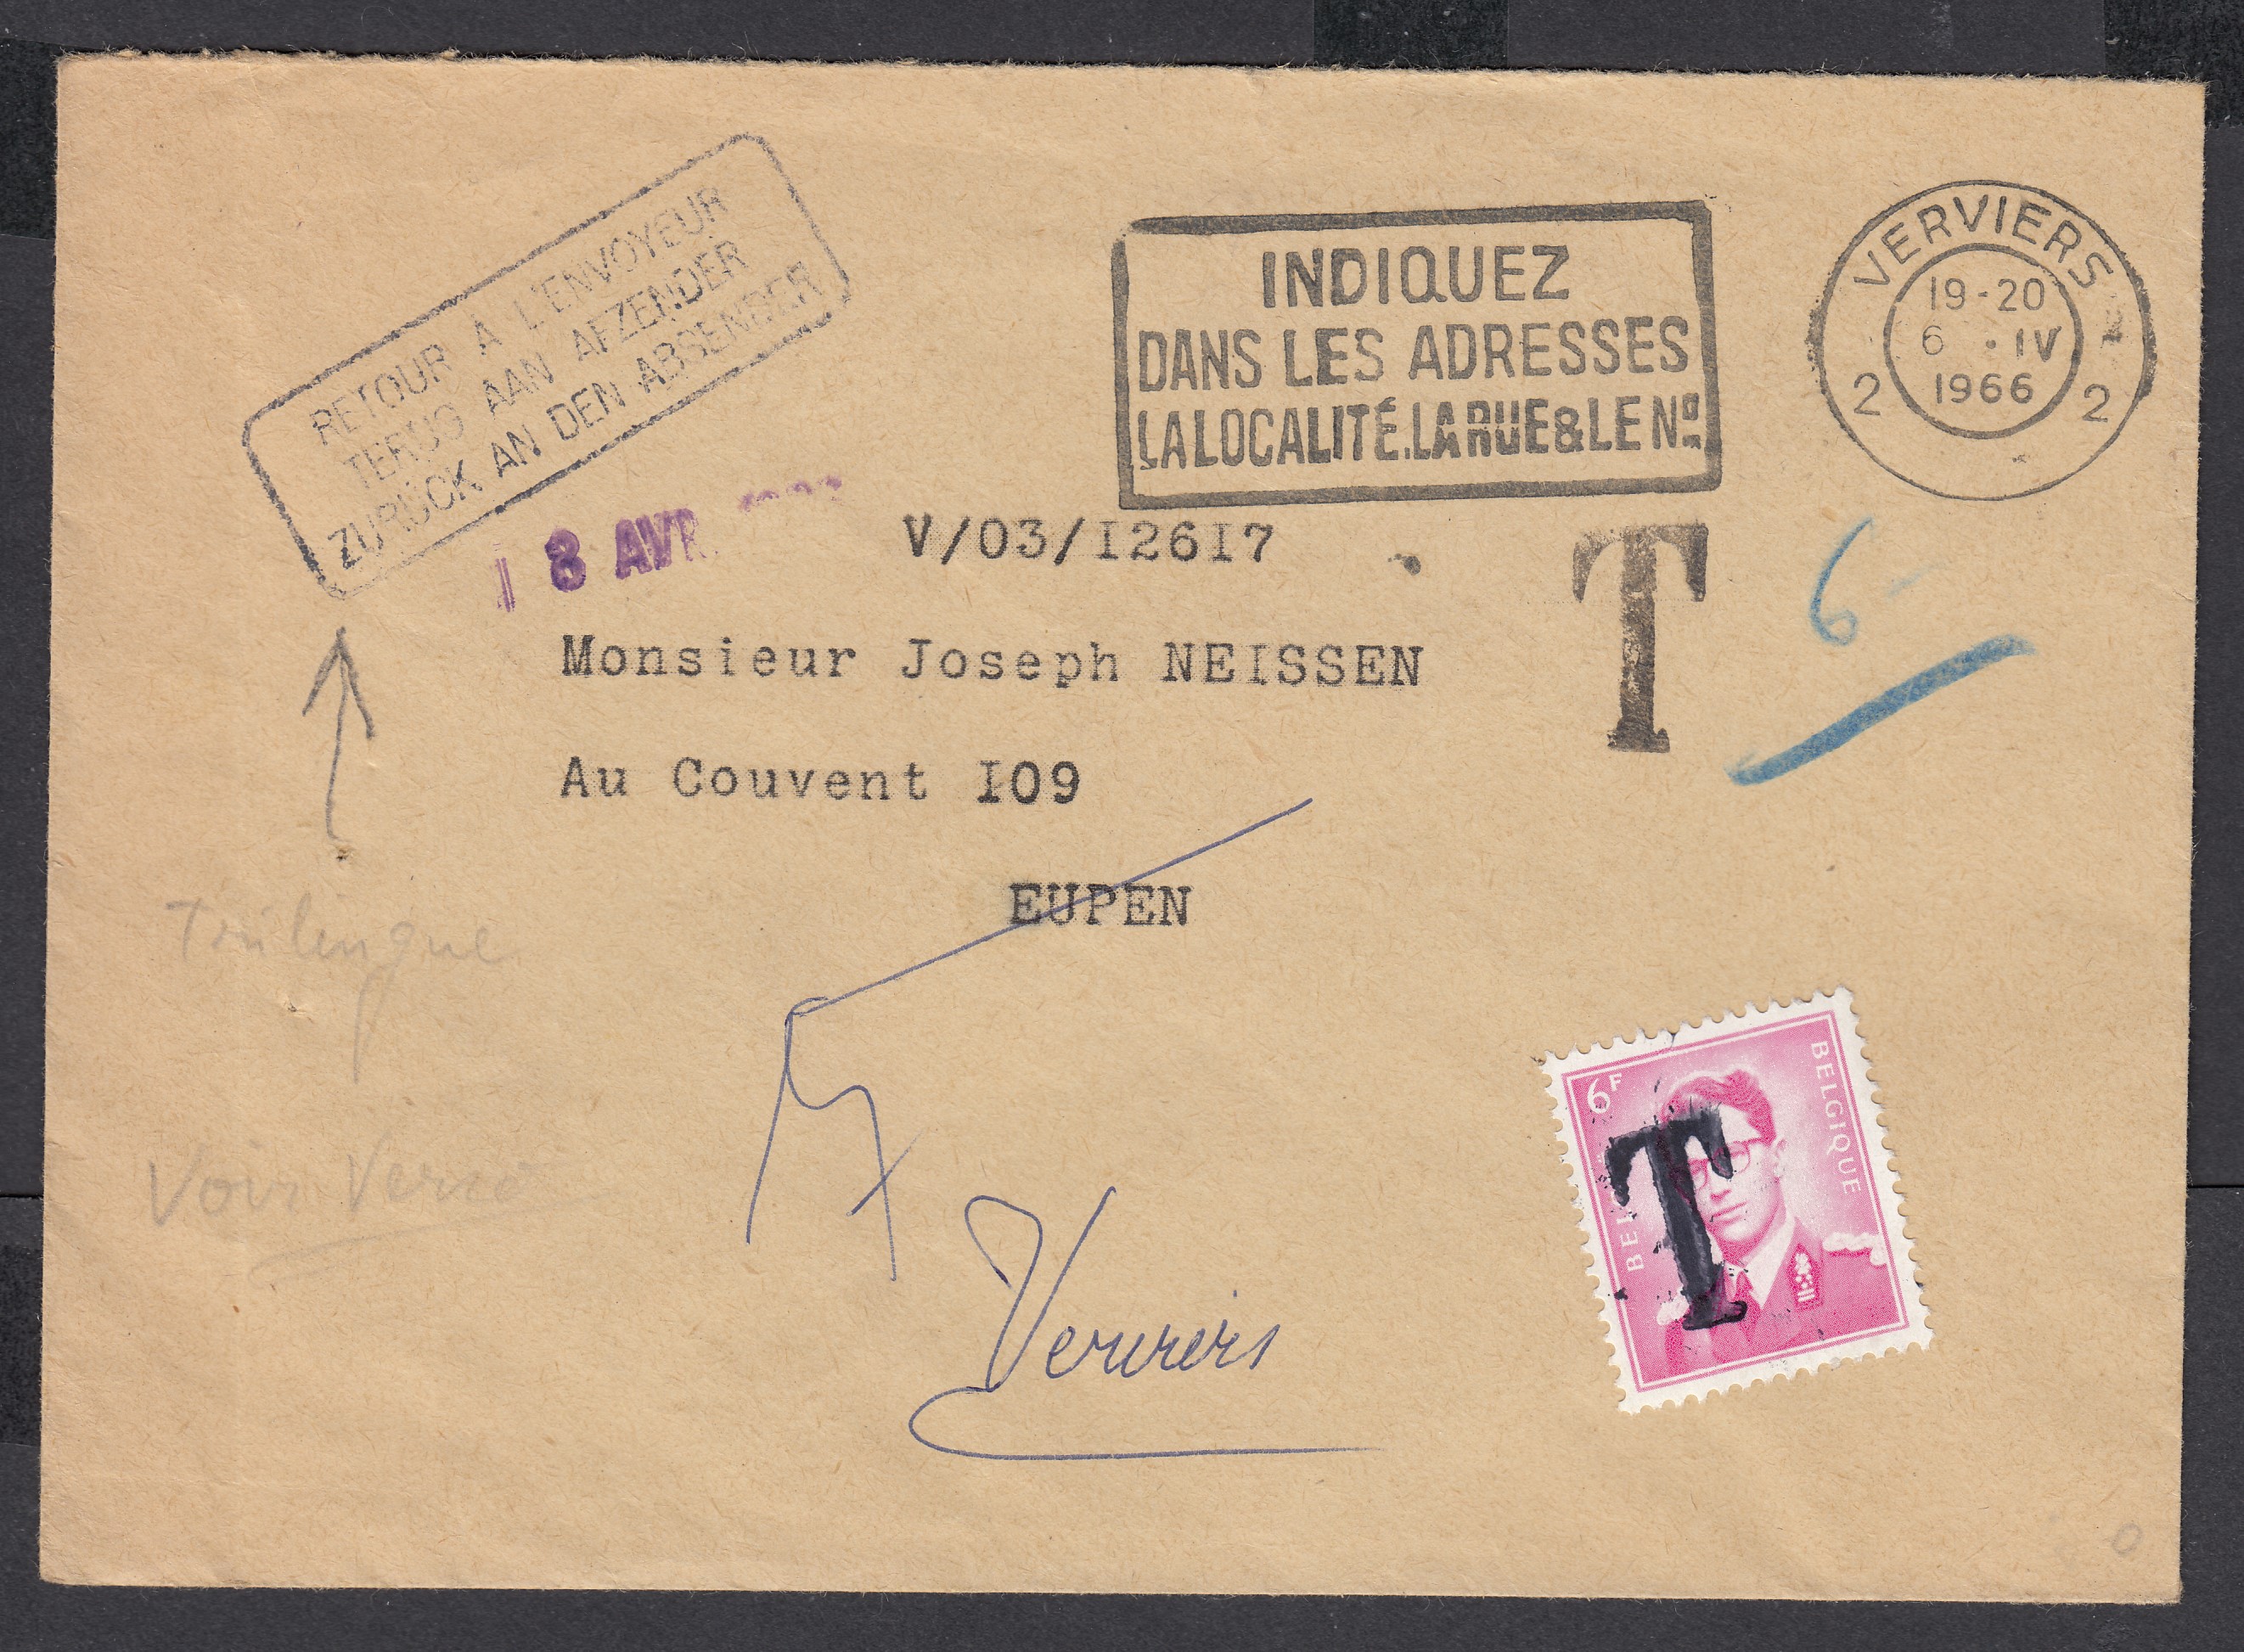 RETOUR À L'ENVOYEUR
TERUG AAN AFZENDER
ZURÜCK AN DEN ABSENDER
INDIQUEZ
DANS LES ADRESSES
LA LOCALITÉ.LA RUE & LE Nº
VERVIERS
19-20
6 ·IV
1966
2 2
8 AVR.
V/03/I26I7
T
6-
Monsieur Joseph NEISSEN
Au Couvent I09
EUPEN
Trilingue
Voir Verso
Verviers
6F
BELGIQUE
T